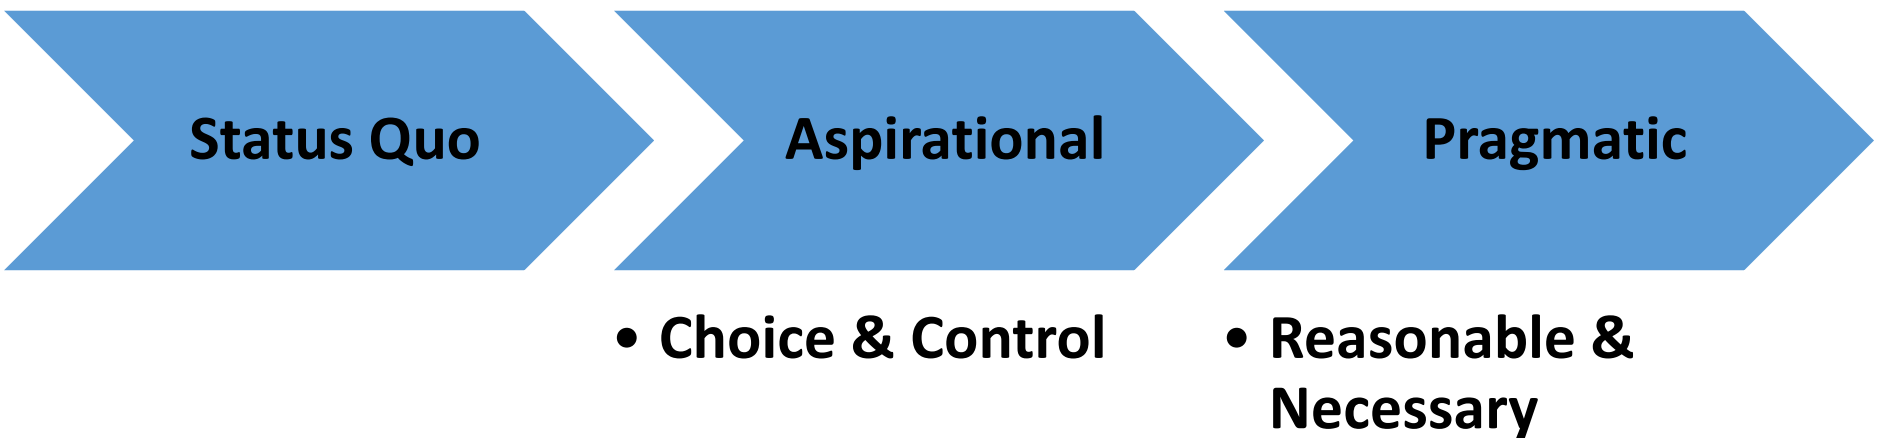 Status Quo
Aspirational
Pragmatic
• Choice & Control
• Reasonable &
Necessary